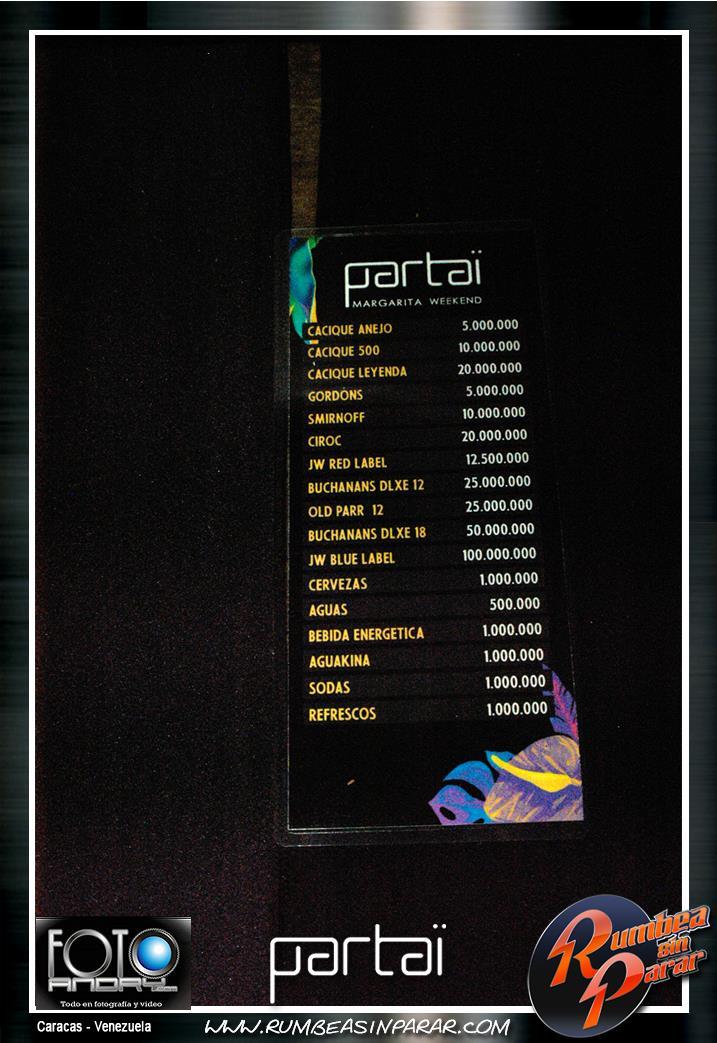 partaï
MARGARITA WEEKEND
CACIQUE ANEJO 5.000.000
CACIQUE 500 10.000.000
CACIQUE LEYENDA 20.000.000
GORDONS 5.000.000
SMIRNOFF 10.000.000
CIROC 20.000.000
JW RED LABEL 12.500.000
BUCHANANS DLXE 12 25.000.000
OLD PARR 12 25.000.000
BUCHANANS DLXE 18 50.000.000
JW BLUE LABEL 100.000.000
CERVEZAS 1.000.000
AGUAS 500.000
BEBIDA ENERGETICA 1.000.000
AGUAKINA 1.000.000
SODAS 1.000.000
REFRESCOS 1.000.000
FOTO
ANDRY
Todo en fotografía y video
partaï
Rumbea
sin
Parar
Caracas - Venezuela
WWW.RUMBEASINPARAR.COM